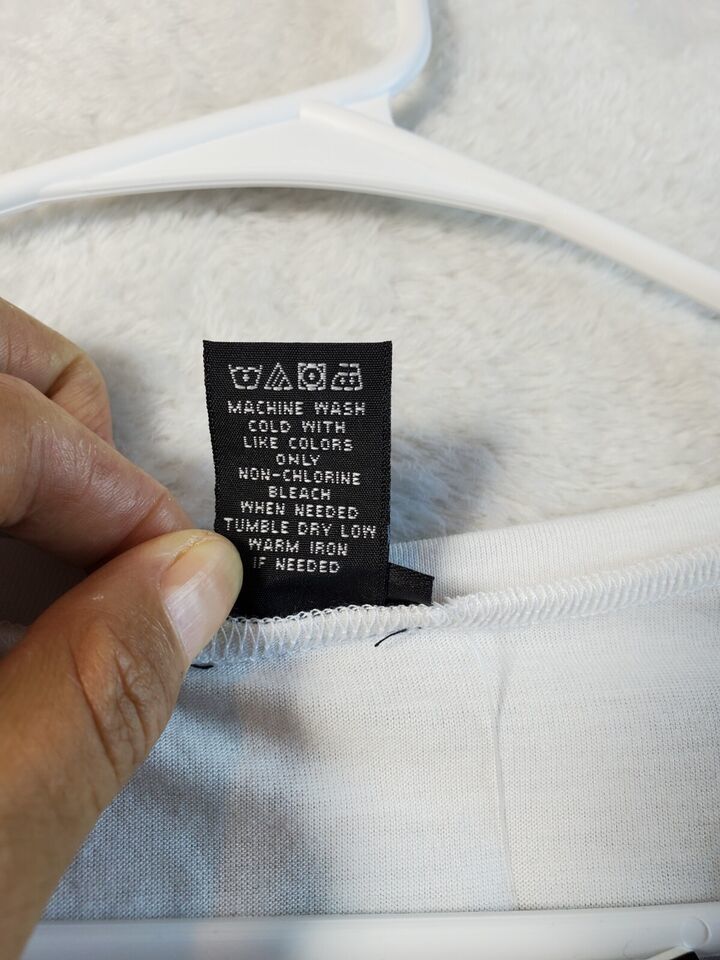 MACHINE WASH
COLD WITH
LIKE COLORS
ONLY
NON-CHLORINE
BLEACH
WHEN NEEDED
TUMBLE DRY LOW
WARM IRON
IF NEEDED